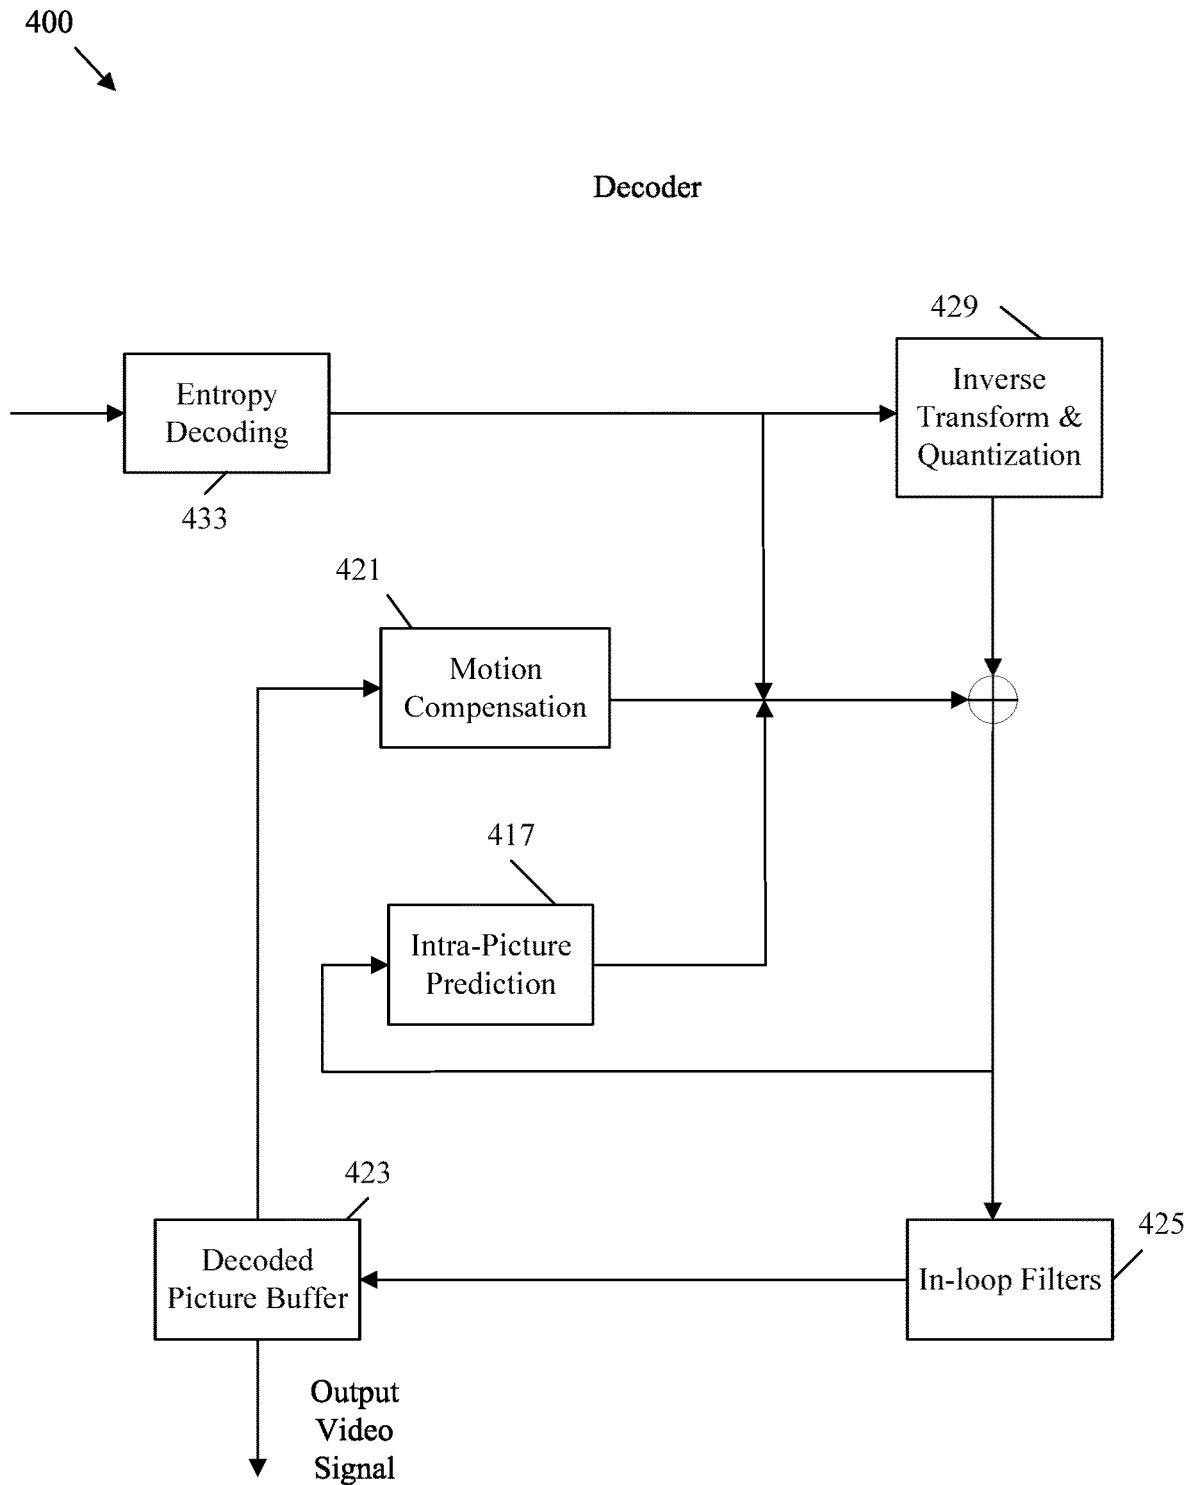 400
Decoder
429
Entropy
Decoding
433
Inverse
Transform &
Quantization
421
Motion
Compensation
417
Intra-Picture
Prediction
423
Decoded
Picture Buffer
425
In-loop Filters
Output
Video
Signal